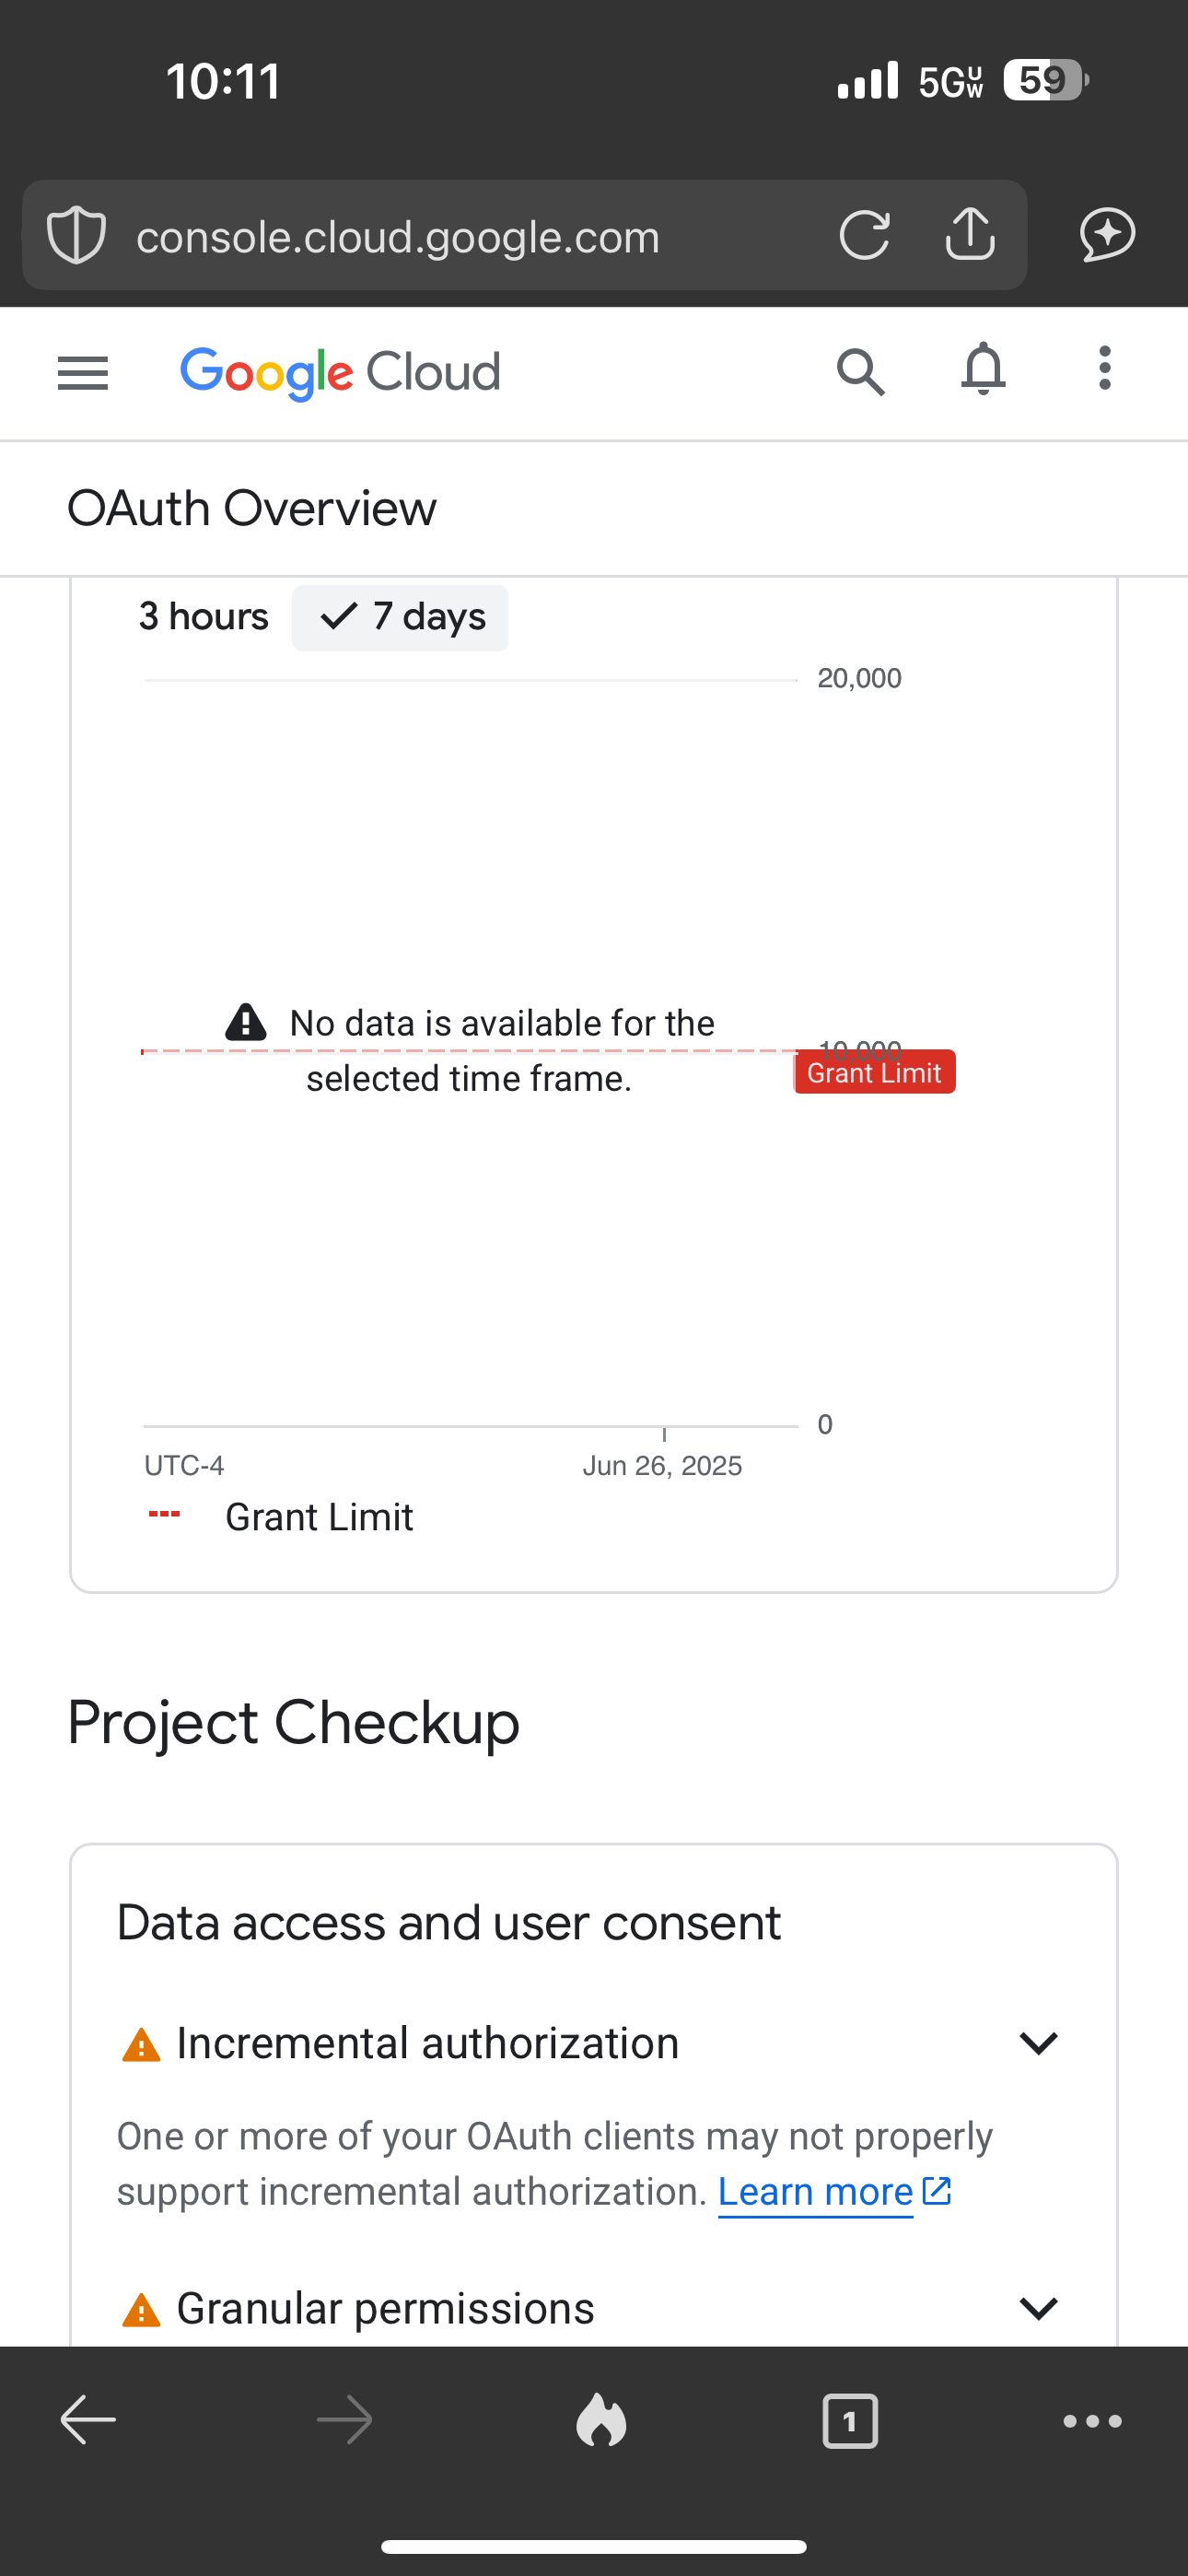 10:11
5G UW 59
console.cloud.google.com
Google Cloud
OAuth Overview
3 hours 7 days
20,000
No data is available for the
selected time frame.
10,000
Grant Limit
0
UTC-4 Jun 26, 2025
Grant Limit
Project Checkup
Data access and user consent
Incremental authorization
One or more of your OAuth clients may not properly
support incremental authorization. Learn more
Granular permissions
1